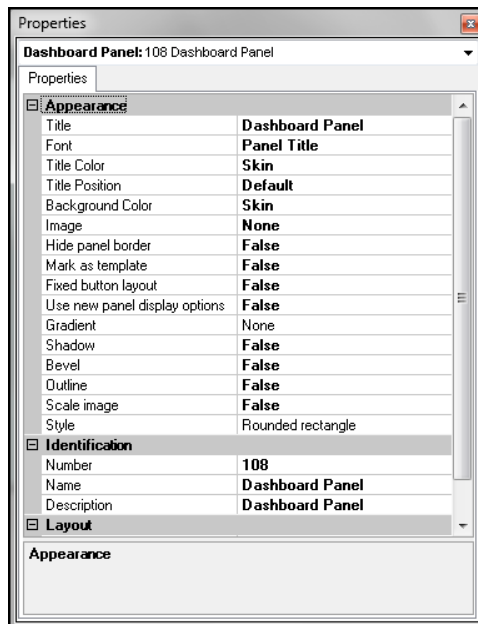 Properties
Dashboard Panel: 108 Dashboard Panel
Properties
Appearance
Title Dashboard Panel
Font Panel Title
Title Color Skin
Title Position Default
Background Color Skin
Image None
Hide panel border False
Mark as template False
Fixed button layout False
Use new panel display options False
Gradient None
Shadow False
Bevel False
Outline False
Scale image False
Style Rounded rectangle
Identification
Number 108
Name Dashboard Panel
Description Dashboard Panel
Layout
Appearance